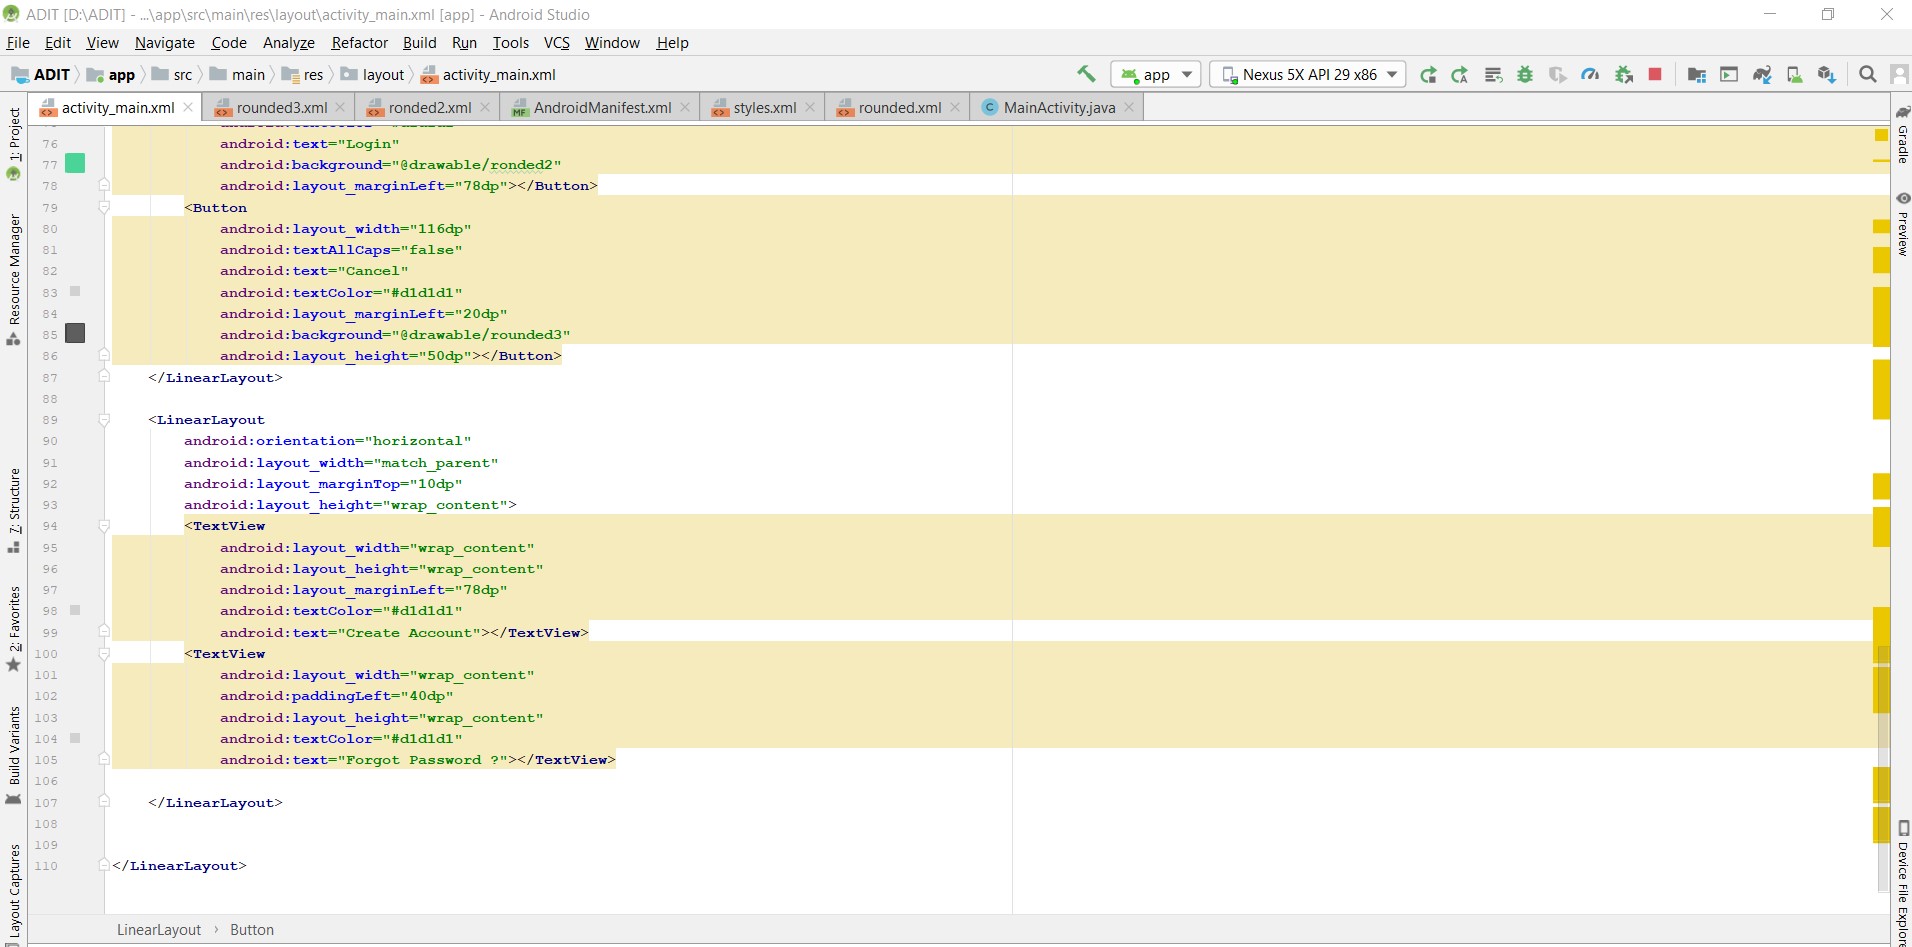 ADIT [D:\ADIT] - ...\app\src\main\res\layout\activity_main.xml [app] - Android Studio
File Edit View Navigate Code Analyze Refactor Build Run Tools VCS Window Help
ADIT app src main res layout activity_main.xml app Nexus 5X API 29 x86
activity_main.xml rounded3.xml ronded2.xml AndroidManifest.xml styles.xml rounded.xml MainActivity.java
1: Project
Resource Manager
7: Structure
2: Favorites
Build Variants
Layout Captures
76 android:text="Login"
77 android:background="@drawable/ronded2"
78 android:layout_marginLeft="78dp"></Button>
79 <Button
80 android:layout_width="116dp"
81 android:textAllCaps="false"
82 android:text="Cancel"
83 android:textColor="#d1d1d1"
84 android:layout_marginLeft="20dp"
85 android:background="@drawable/rounded3"
86 android:layout_height="50dp"></Button>
87 </LinearLayout>
88
89 <LinearLayout
90 android:orientation="horizontal"
91 android:layout_width="match_parent"
92 android:layout_marginTop="10dp"
93 android:layout_height="wrap_content">
94 <TextView
95 android:layout_width="wrap_content"
96 android:layout_height="wrap_content"
97 android:layout_marginLeft="78dp"
98 android:textColor="#d1d1d1"
99 android:text="Create Account"></TextView>
100 <TextView
101 android:layout_width="wrap_content"
102 android:paddingLeft="40dp"
103 android:layout_height="wrap_content"
104 android:textColor="#d1d1d1"
105 android:text="Forgot Password ?"></TextView>
106
107 </LinearLayout>
108
109
110 </LinearLayout>
LinearLayout › Button
Gradle
Preview
Device File Explore